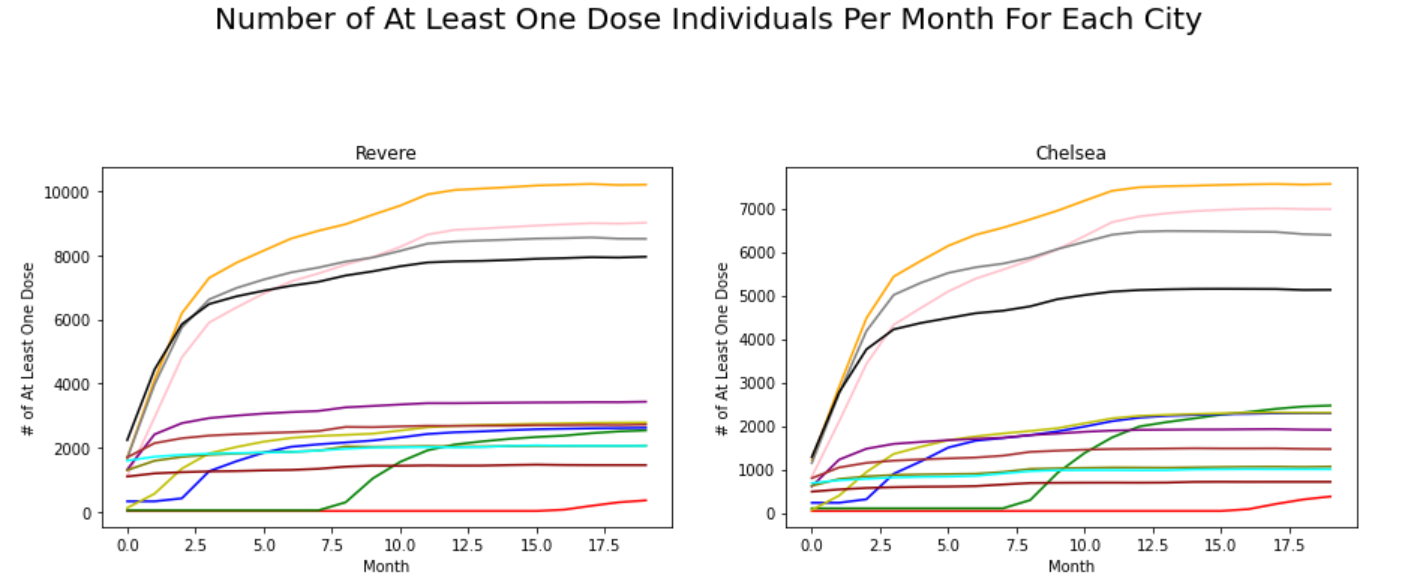 Number of At Least One Dose Individuals Per Month For Each City
Revere
# of At Least One Dose
10000
8000
6000
4000
2000
0
0.0 2.5 5.0 7.5 10.0 12.5 15.0 17.5
Month
Chelsea
# of At Least One Dose
7000
6000
5000
4000
3000
2000
1000
0
0.0 2.5 5.0 7.5 10.0 12.5 15.0 17.5
Month